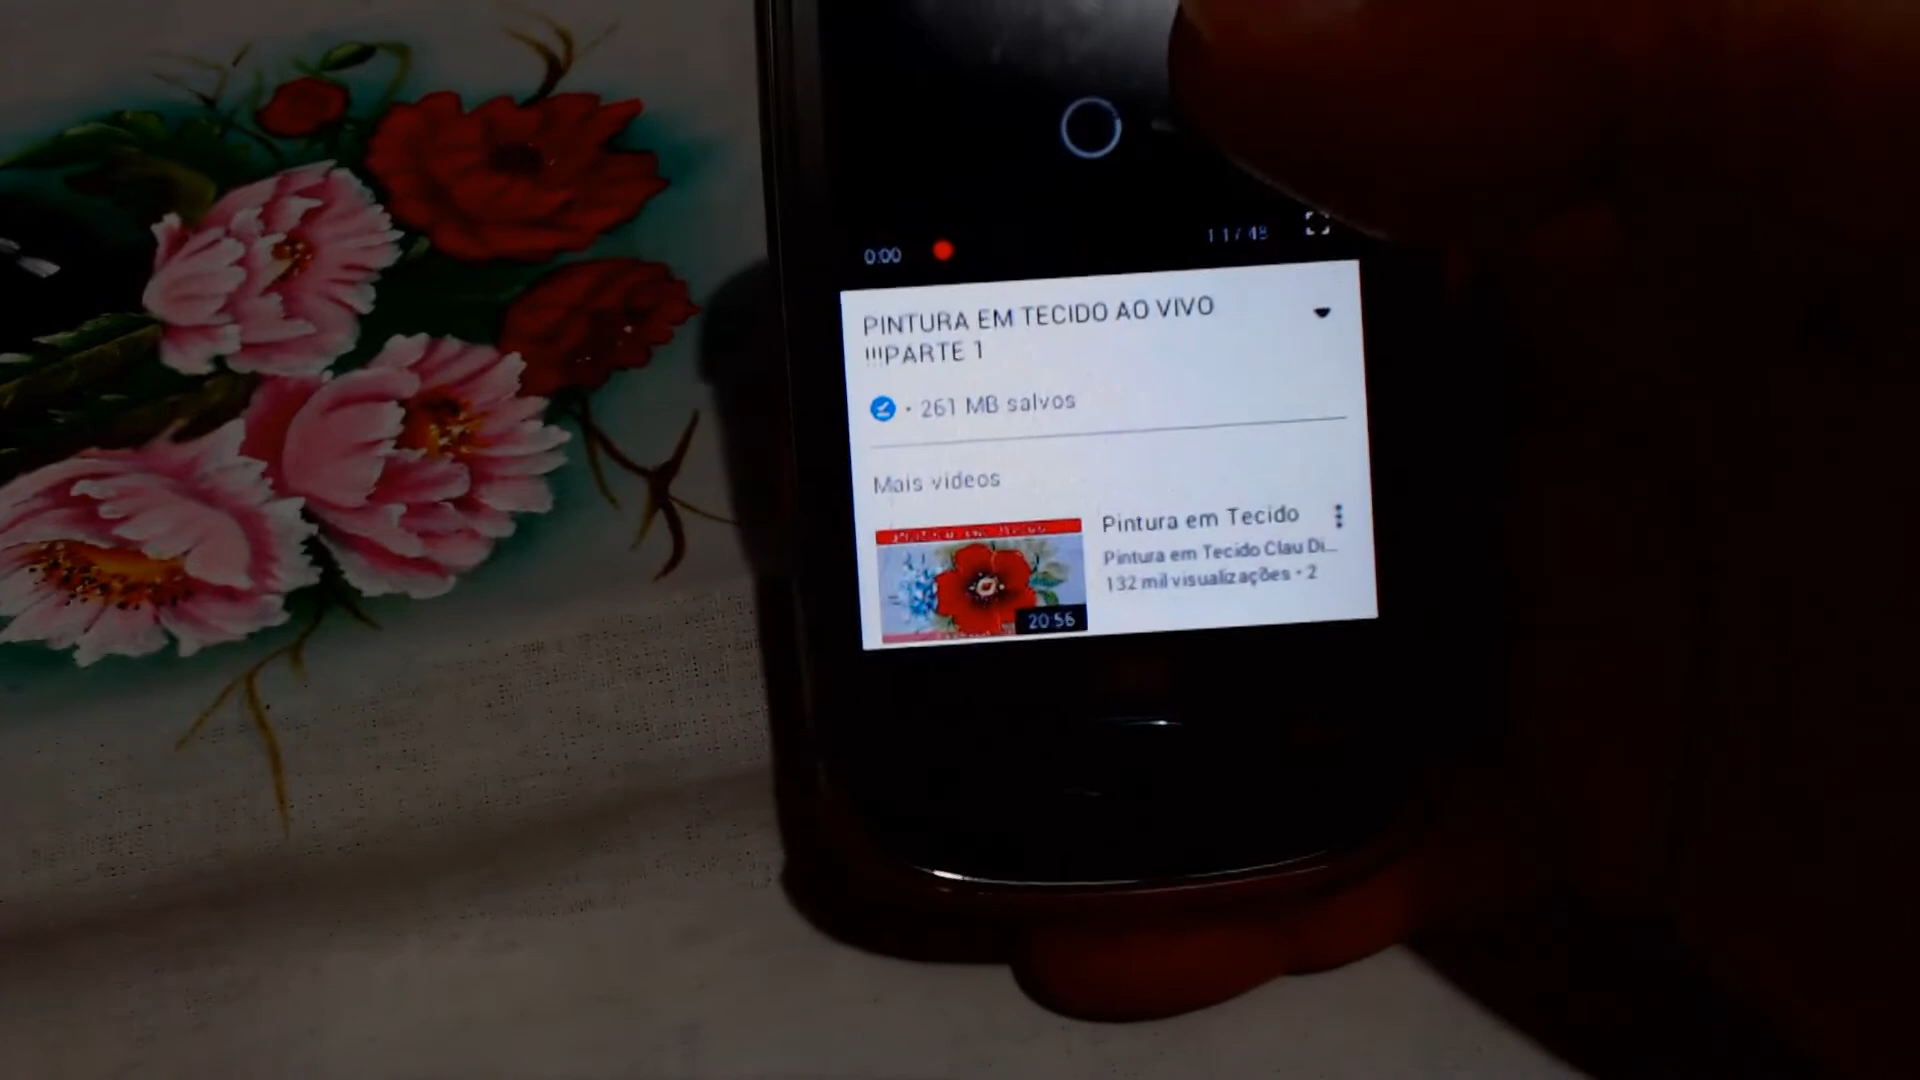 0:00
PINTURA EM TECIDO AO VIVO
!!!PARTE 1
• 261 MB salvos
Mais vídeos
Pintura em Tecido
Pintura em Tecido Clau Di...
132 mil visualizações • 2
20:56